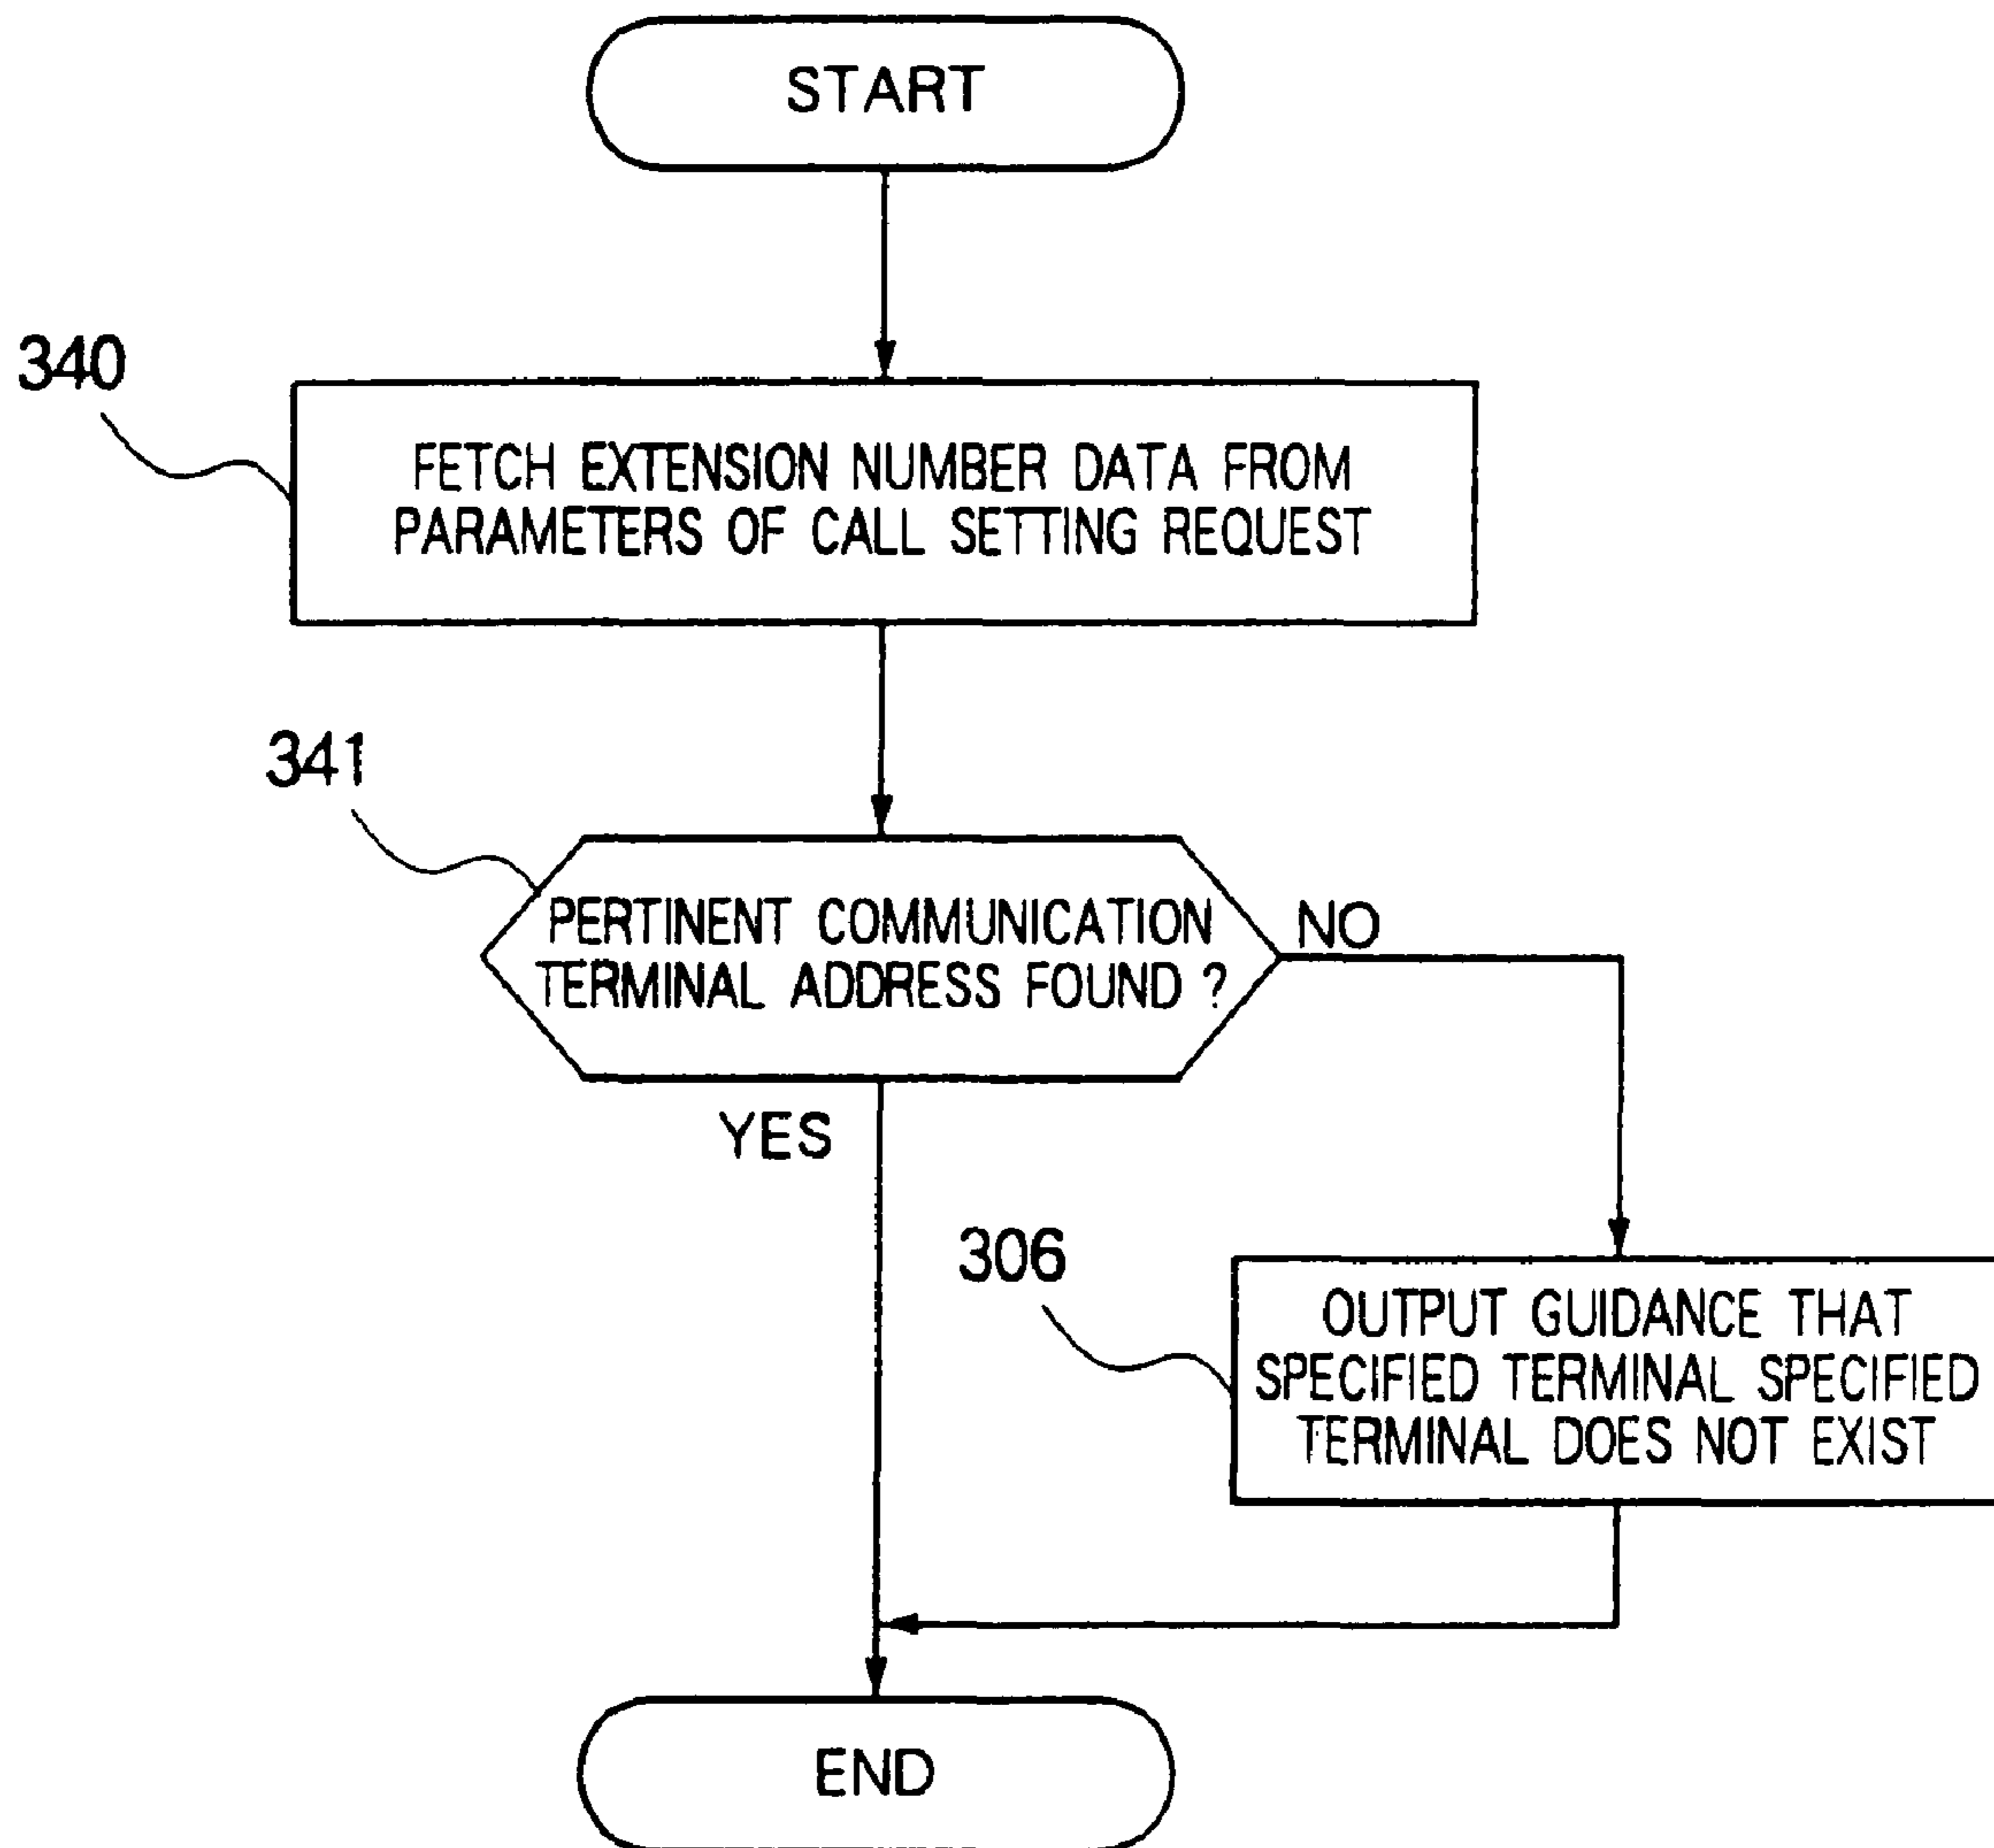 START
340
FETCH EXTENSION NUMBER DATA FROM
PARAMETERS OF CALL SETTING REQUEST
341
PERTINENT COMMUNICATION
TERMINAL ADDRESS FOUND ?
NO
YES
306
OUTPUT GUIDANCE THAT
SPECIFIED TERMINAL SPECIFIED
TERMINAL DOES NOT EXIST
END